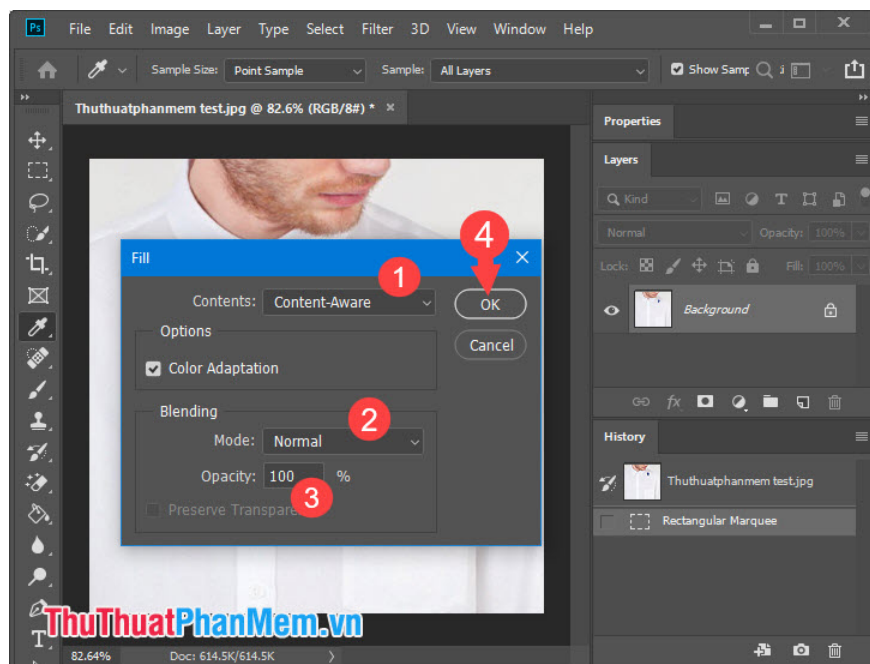 Ps File Edit Image Layer Type Select Filter 3D View Window Help
Sample Size: Point Sample Sample: All Layers Show
Thuthuatphanmem test.jpg @ 82.6% (RGB/8#) * ×
Properties
Layers
Kind
Normal Opacity: 100%
Lock: Fill: 100%
Background
fx
History
Thuthuatphanmem test.jpg
Rectangular Marquee
Fill
1
4
Contents: Content-Aware
OK
Options
Cancel
Color Adaptation
Blending
2
Mode: Normal
Opacity: 100 %
3
Preserve
ThuThuatPhanMem.vn
T
82.64% Doc: 614.5K/614.5K